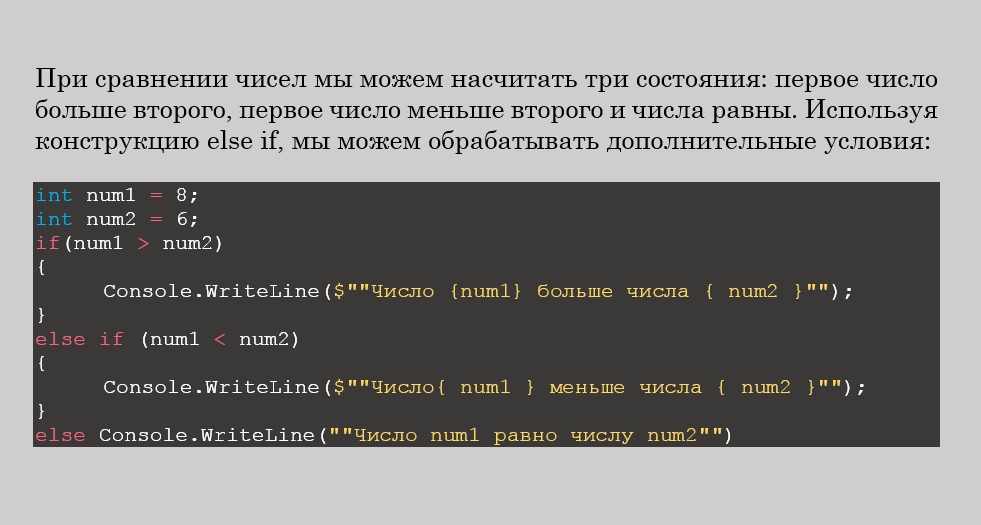 При сравнении чисел мы можем насчитать три состояния: первое число
больше второго, первое число меньше второго и числа равны. Используя
конструкцию else if, мы можем обрабатывать дополнительные условия:
int num1 = 8;
int num2 = 6;
if(num1 > num2)
{
Console.WriteLine($""Число {num1} больше числа { num2 }"");
}
else if (num1 < num2)
{
Console.WriteLine($""Число{ num1 } меньше числа { num2 }"");
}
else Console.WriteLine(""Число num1 равно числу num2"")